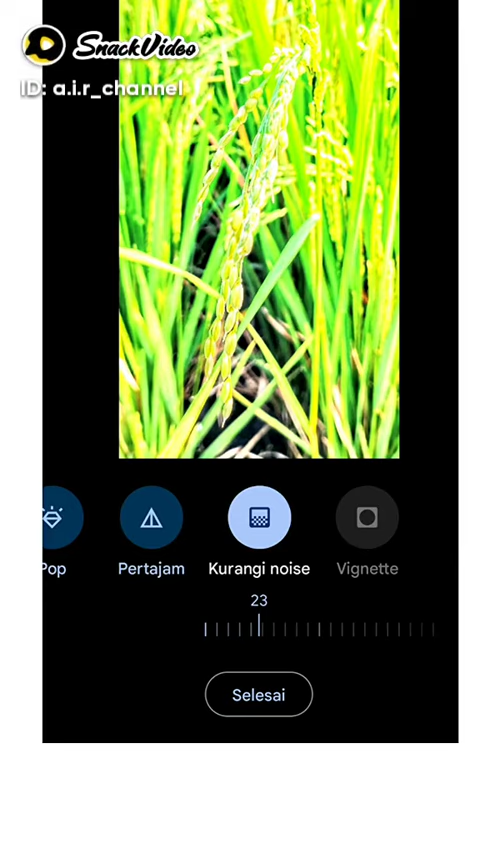 SnackVideo
ID: a.i.r_channel
Pop
Pertajam
Kurangi noise
Vignette
23
Selesai